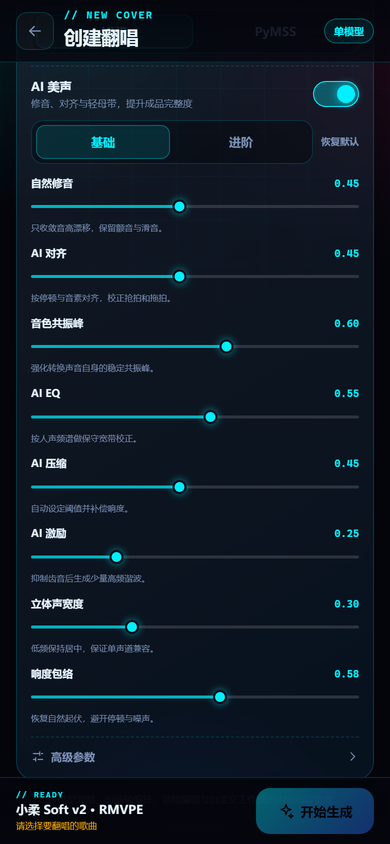 // NEW COVER
创建翻唱
PyMSS
单模型
AI 美声
修音、对齐与轻母带，提升成品完整度
基础
进阶
恢复默认
自然修音
0.45
只收敛音高漂移，保留颤音与滑音。
AI 对齐
0.45
按停顿与音素对齐，校正抢拍和拖拍。
音色共振峰
0.60
强化转换声音自身的稳定共振峰。
AI EQ
0.55
按人声频谱做保守宽带校正。
AI 压缩
0.45
自动设定阈值并补偿响度。
AI 激励
0.25
抑制齿音后生成少量高频谐波。
立体声宽度
0.30
低频保持居中，保证单声道兼容。
响度包络
0.58
恢复自然起伏，避开停顿与噪声。
高级参数
// READY
小柔 Soft v2 • RMVPE
请选择要翻唱的歌曲
开始生成